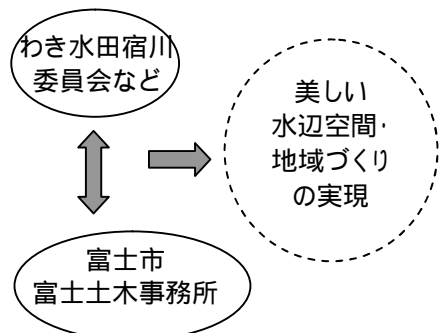 わき水田宿川
委員会など
美しい
水辺空間・
地域づくり
の実現
富士市
富士土木事務所